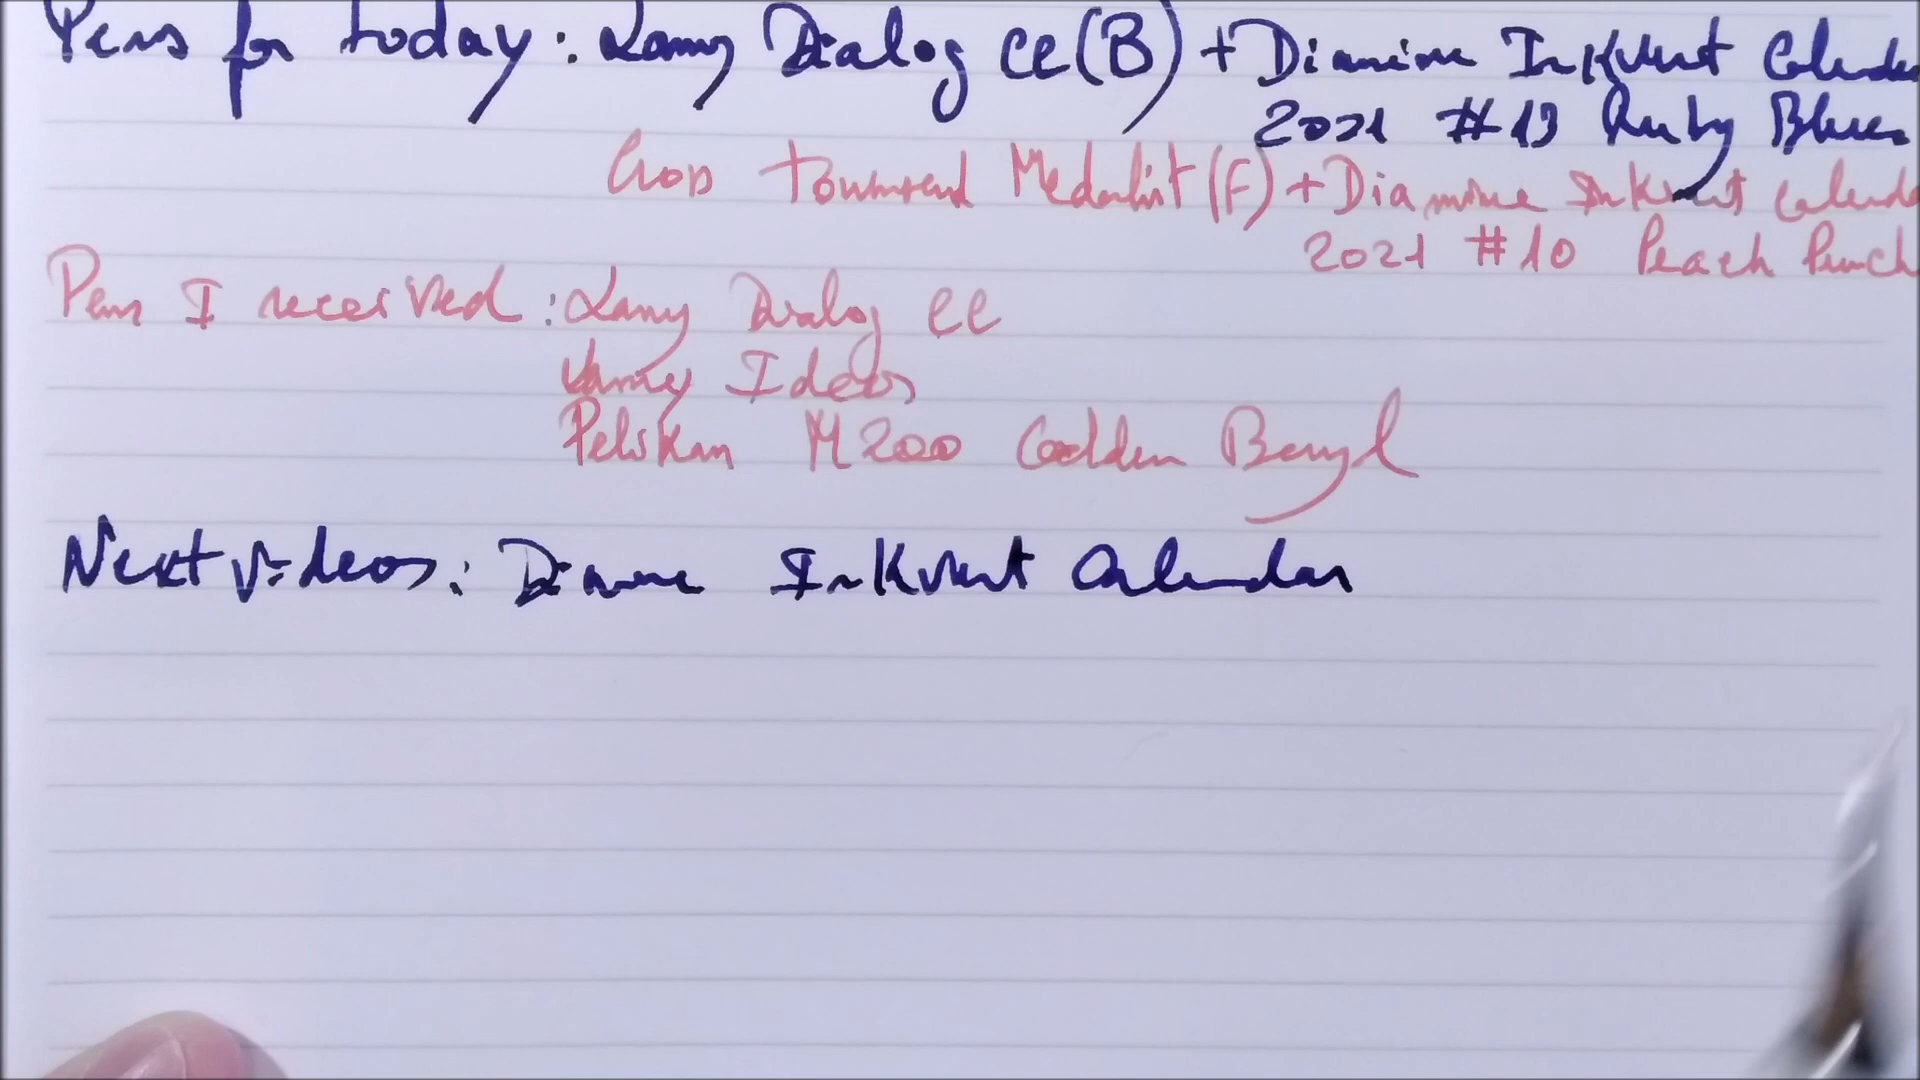 Pens for today: Lamy Dialog CC (B) + Diamine Inkvent Calendar
2021 #19 Ruby Blues
Cross Townsend Medalist (F) + Diamine Inkvent Calenda
2021 #10 Peach Punch
Pens I received: Lamy Dialog CC
Lamy Ideos
Pelikan M200 Golden Beryl
Next videos: Diamine Inkvent Calendar